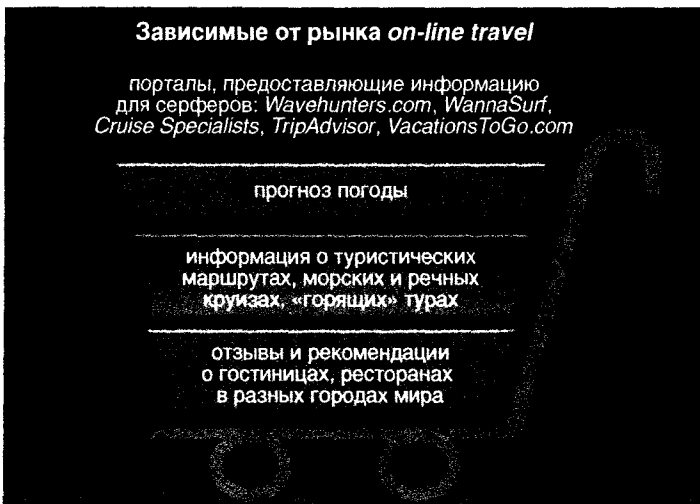 Зависимые от рынка on-line travel
порталы, предоставляющие информацию
для серферов: Wavehunters.com, WannaSurf,
Cruise Specialists, TripAdvisor, VacationsToGo.com
прогноз погоды
информация о туристических
маршрутах, морских и речных
круизах, «горящих» турах
отзывы и рекомендации
о гостиницах, ресторанах
в разных городах мира